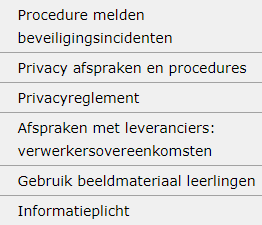 Procedure melden
beveiligingsincidenten
Privacy afspraken en procedures
Privacyreglement
Afspraken met leveranciers:
verwerkersovereenkomsten
Gebruik beeldmateriaal leerlingen
Informatieplicht